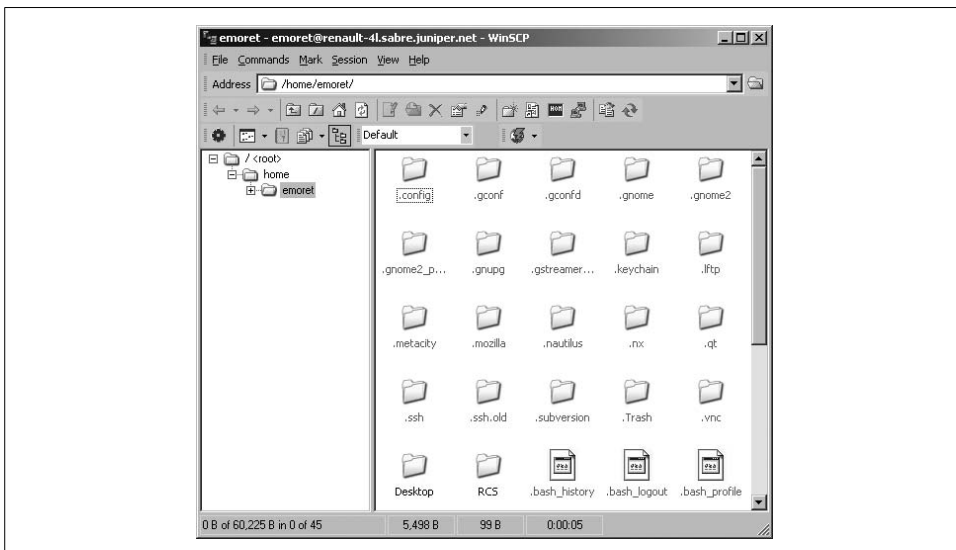 emoret - emoret@renault-4l.sabre.juniper.net - WinSCP
File Commands Mark Session View Help
Address /home/emoret/
Default
/ <root>
home
emoret
.config .gconf .gconfd .gnome .gnome2
.gnome2_p... .gnupg .gstreamer... .keychain .lftp
.metacity .mozilla .nautilus .nx .qt
.ssh .ssh.old .subversion .Trash .vnc
Desktop RCS .bash_history .bash_logout .bash_profile
0 B of 60,225 B in 0 of 45 5,498 B 99 B 0:00:05